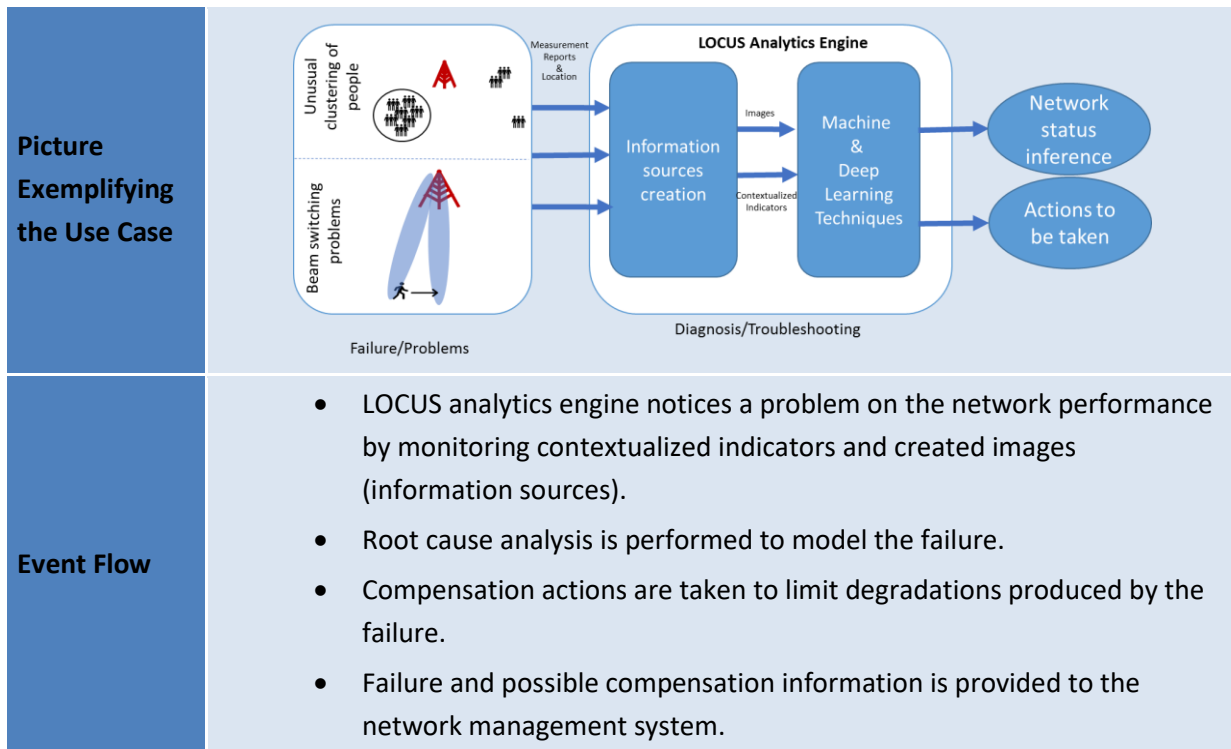 Picture
Exemplifying
the Use Case
Unusual
clustering of
people
Beam switching
problems
Failure/Problems
Measurement
Reports
&
Location
LOCUS Analytics Engine
Information
sources
creation
Images
Contextualized
Indicators
Machine
&
Deep
Learning
Techniques
Network
status
inference
Actions to
be taken
Diagnosis/Troubleshooting
Event Flow
• LOCUS analytics engine notices a problem on the network performance
by monitoring contextualized indicators and created images
(information sources).
• Root cause analysis is performed to model the failure.
• Compensation actions are taken to limit degradations produced by the
failure.
• Failure and possible compensation information is provided to the
network management system.